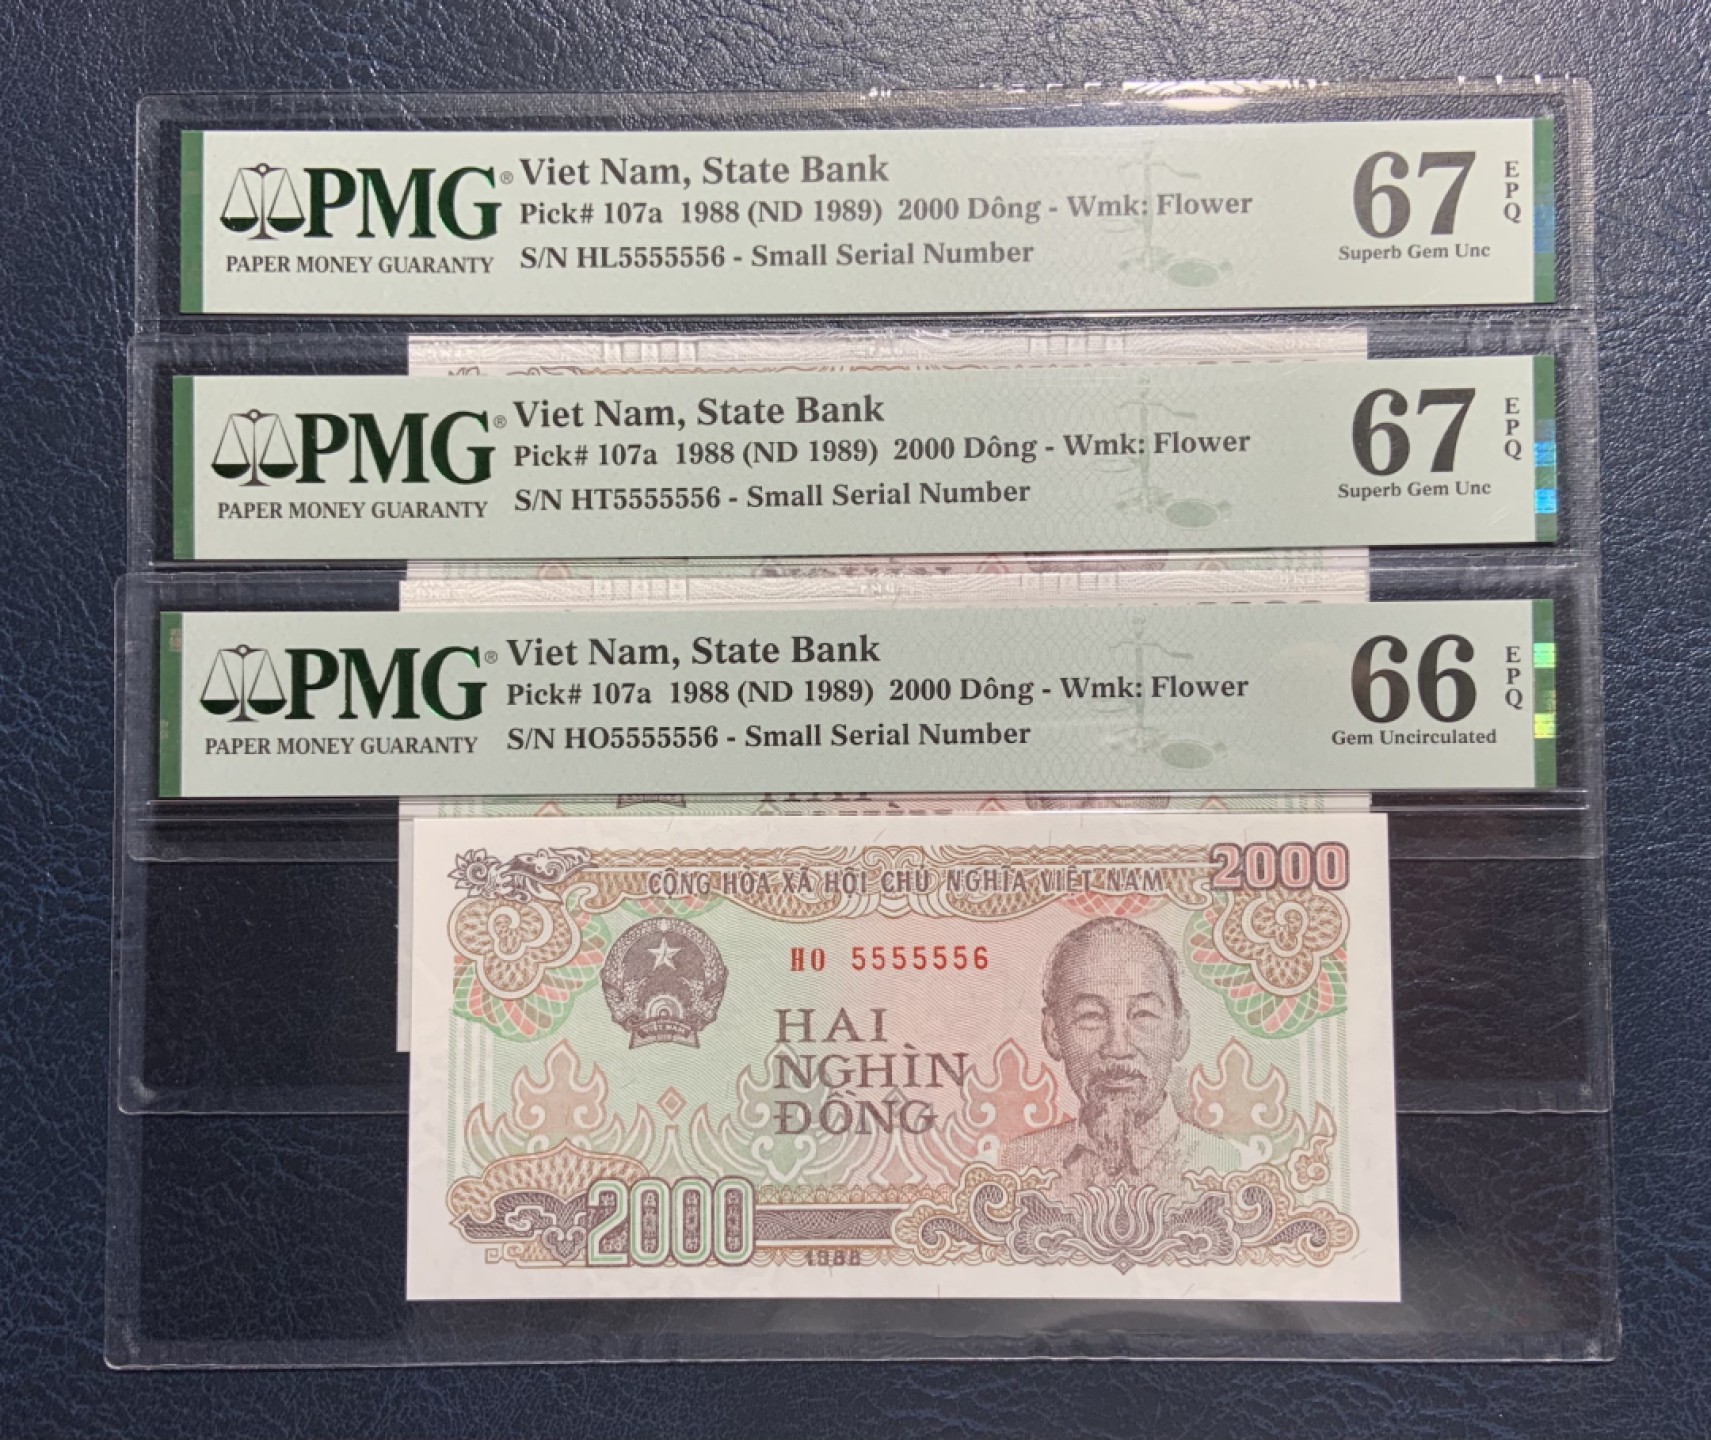 PMG®
PAPER MONEY GUARANTY
Viet Nam, State Bank
Pick# 107a 1988 (ND 1989) 2000 Dông - Wmk: Flower
S/N HL5555556 - Small Serial Number
67
EPQ
Superb Gem Unc
PMG®
PAPER MONEY GUARANTY
Viet Nam, State Bank
Pick# 107a 1988 (ND 1989) 2000 Dông - Wmk: Flower
S/N HT5555556 - Small Serial Number
67
EPQ
Superb Gem Unc
PMG®
PAPER MONEY GUARANTY
Viet Nam, State Bank
Pick# 107a 1988 (ND 1989) 2000 Dông - Wmk: Flower
S/N HO5555556 - Small Serial Number
66
EPQ
Gem Uncirculated
CỘNG HÒA XÃ HỘI CHỦ NGHĨA VIỆT NAM
2000
HO 5555556
VIỆT NAM
HAI
NGHÌN
ĐỒNG
2000
1988